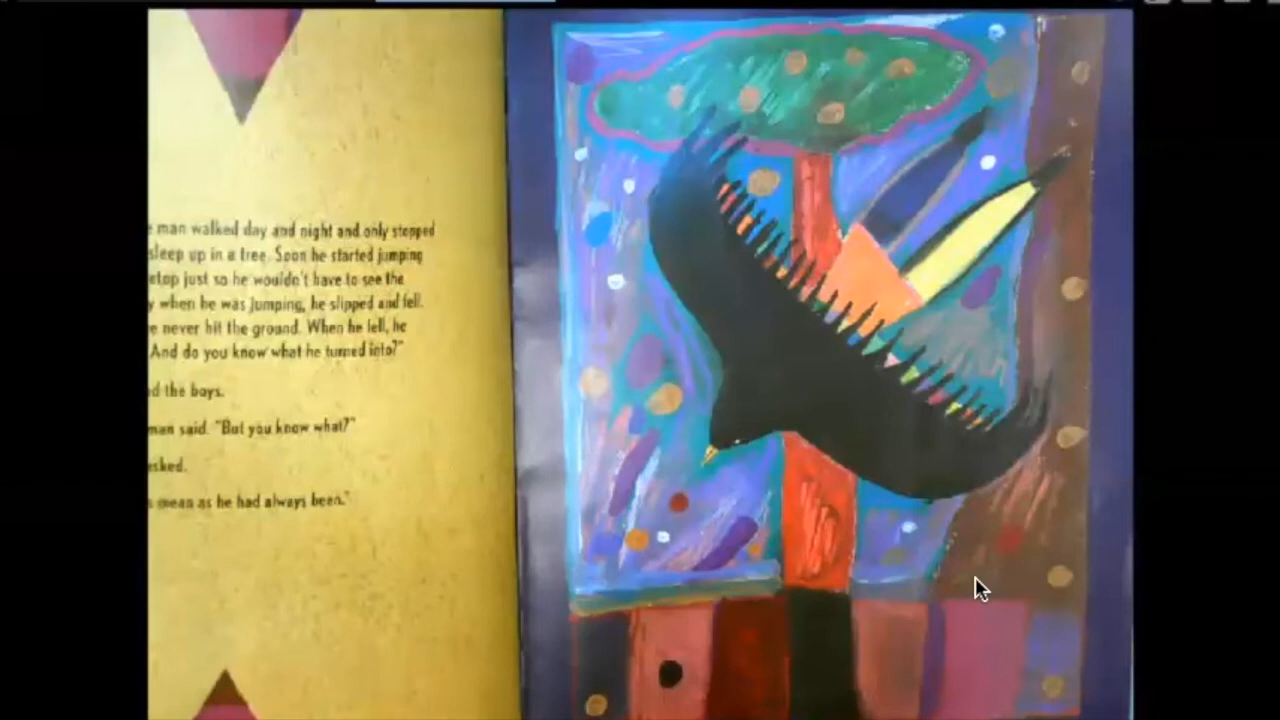 man walked day and night and only stopped
sleep up in a tree. Soon he started jumping
etop just so he wouldn't have to see the
y when he was jumping, he slipped and fell.
e never hit the ground. When he fell, he
And do you know what he turned into?"
d the boys.
man said. "But you know what?"
asked.
s mean as he had always been."